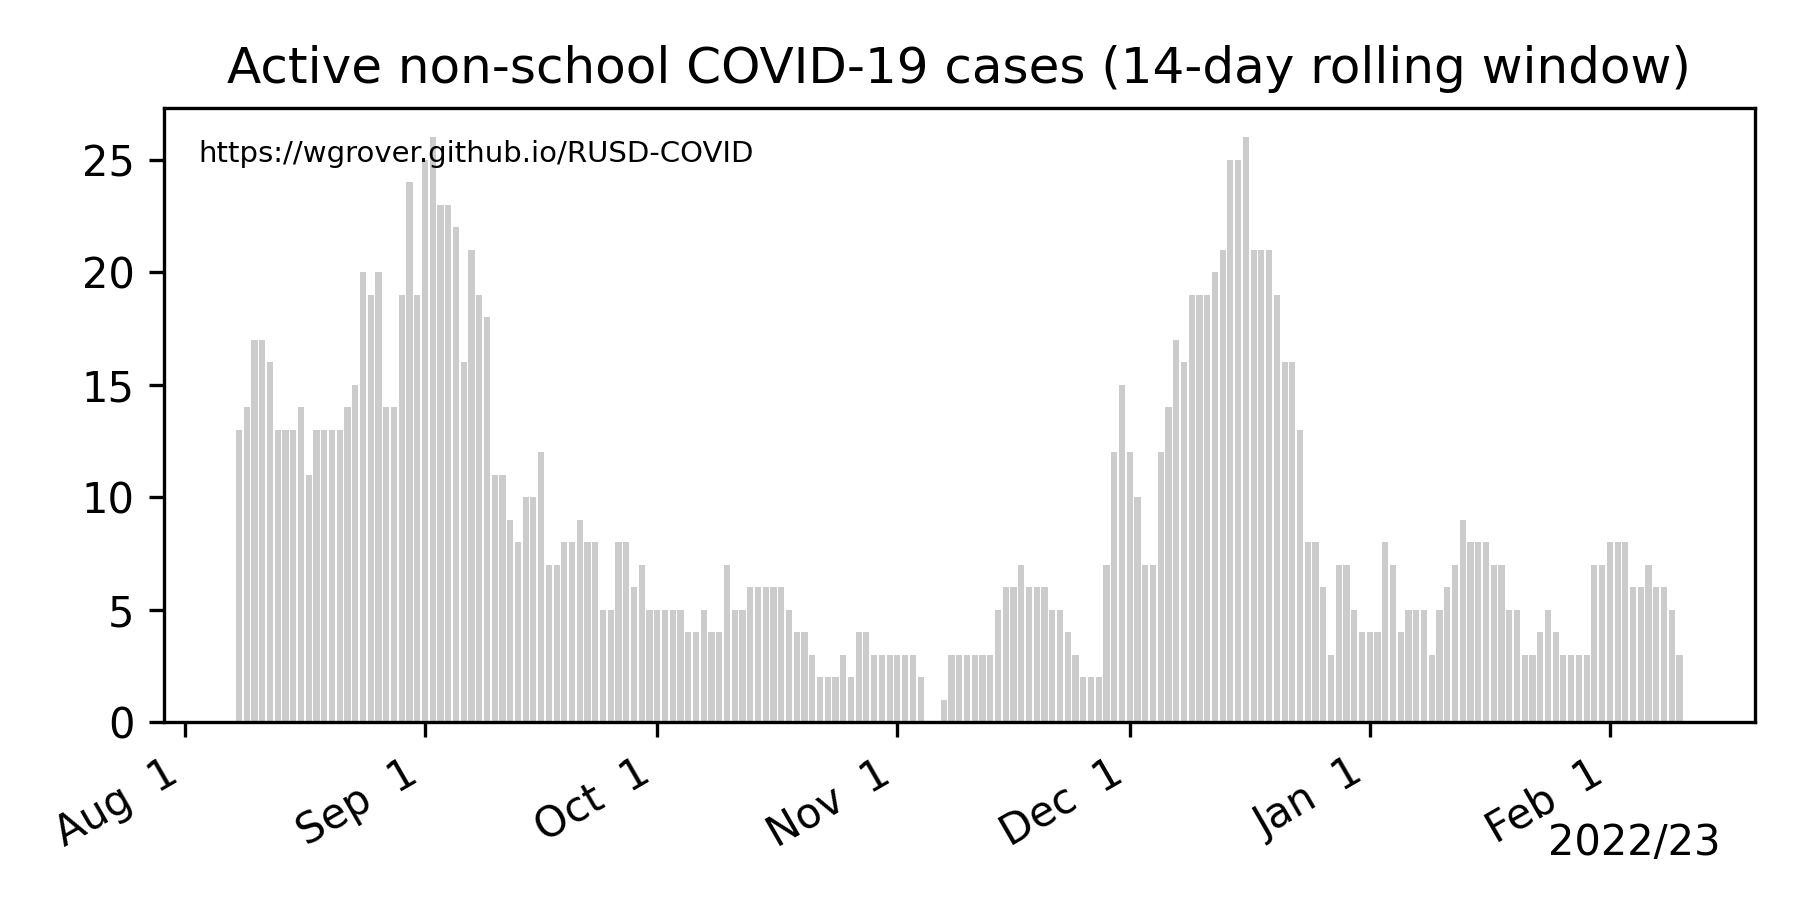 Active non-school COVID-19 cases (14-day rolling window)
https://wgrover.github.io/RUSD-COVID
25
20
15
10
5
0
Aug 1
Sep 1
Oct 1
Nov 1
Dec 1
Jan 1
Feb 1
2022/23